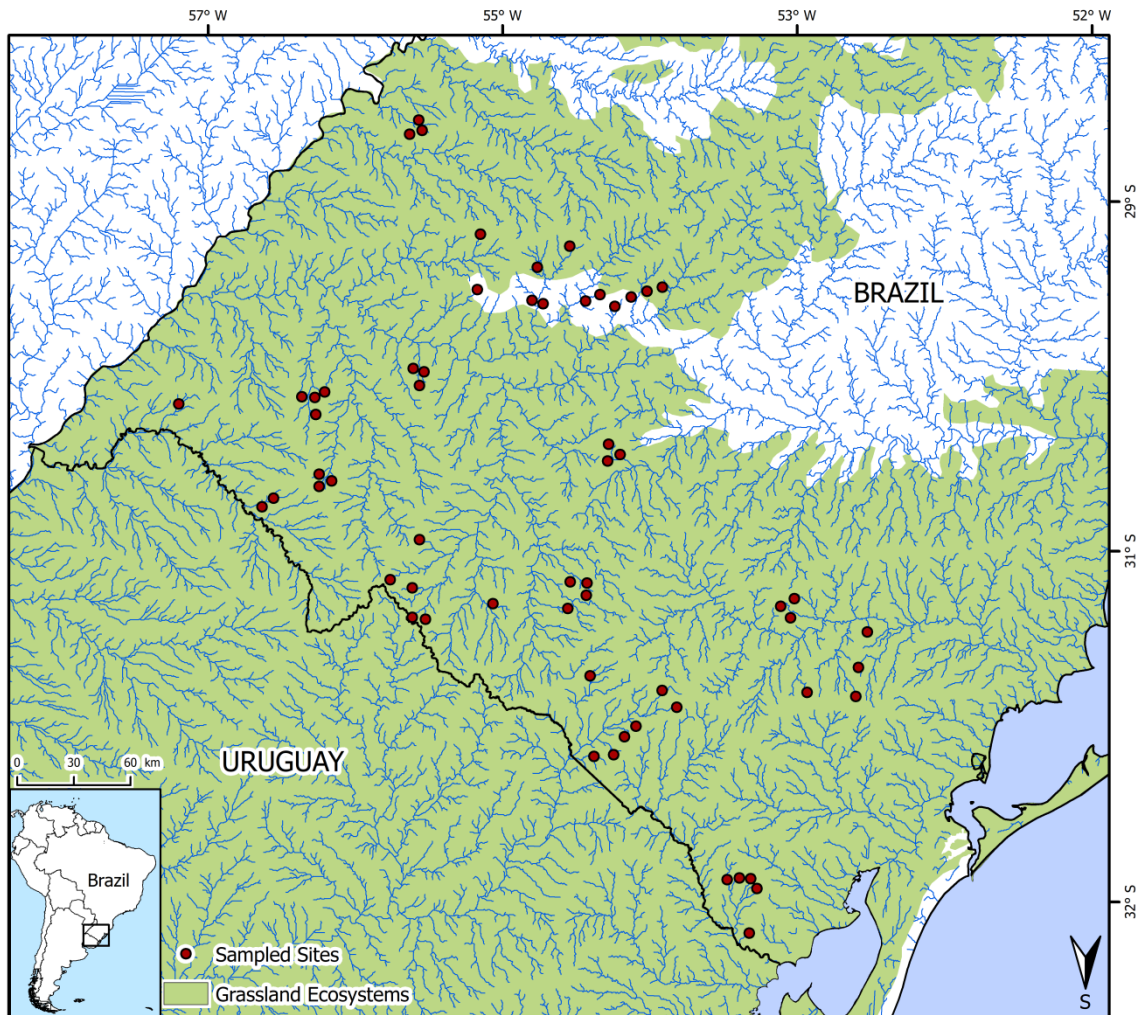 57° W 55° W 53° W 52° W
29° S
BRAZIL
31° S
URUGUAY
0 30 60 km
Brazil
32° S
Sampled Sites
Grassland Ecosystems
S